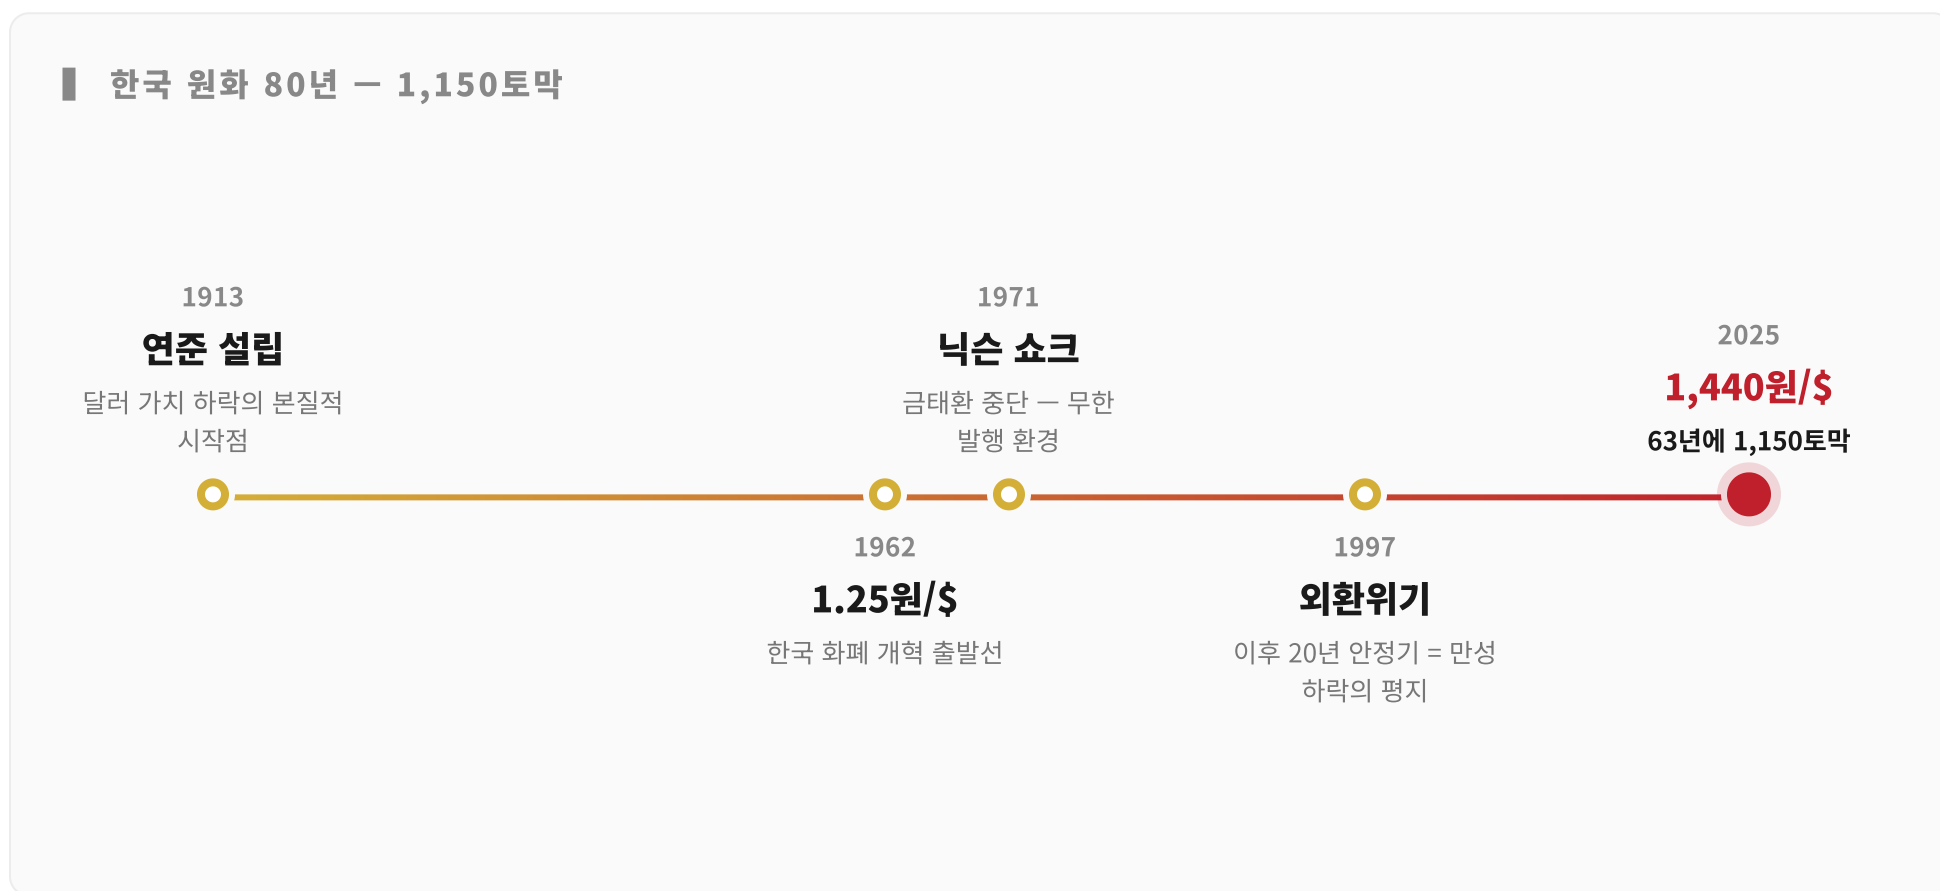 한국 원화 80년 — 1,150토막
1913
연준 설립
달러 가치 하락의 본질적
시작점
1962
1.25원/$
한국 화폐 개혁 출발선
1971
닉슨 쇼크
금태환 중단 — 무한
발행 환경
1997
외환위기
이후 20년 안정기 = 만성
하락의 평지
2025
1,440원/$
63년에 1,150토막